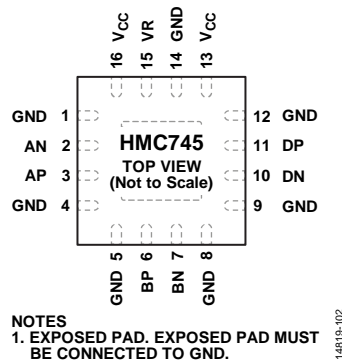 16 VCC
15 VR
14 GND
13 VCC
GND 1
AN 2
AP 3
GND 4
HMC745
TOP VIEW
(Not to Scale)
12 GND
11 DP
10 DN
9 GND
GND 5
BP 6
BN 7
GND 8
NOTES
1. EXPOSED PAD. EXPOSED PAD MUST
BE CONNECTED TO GND.
14819-102